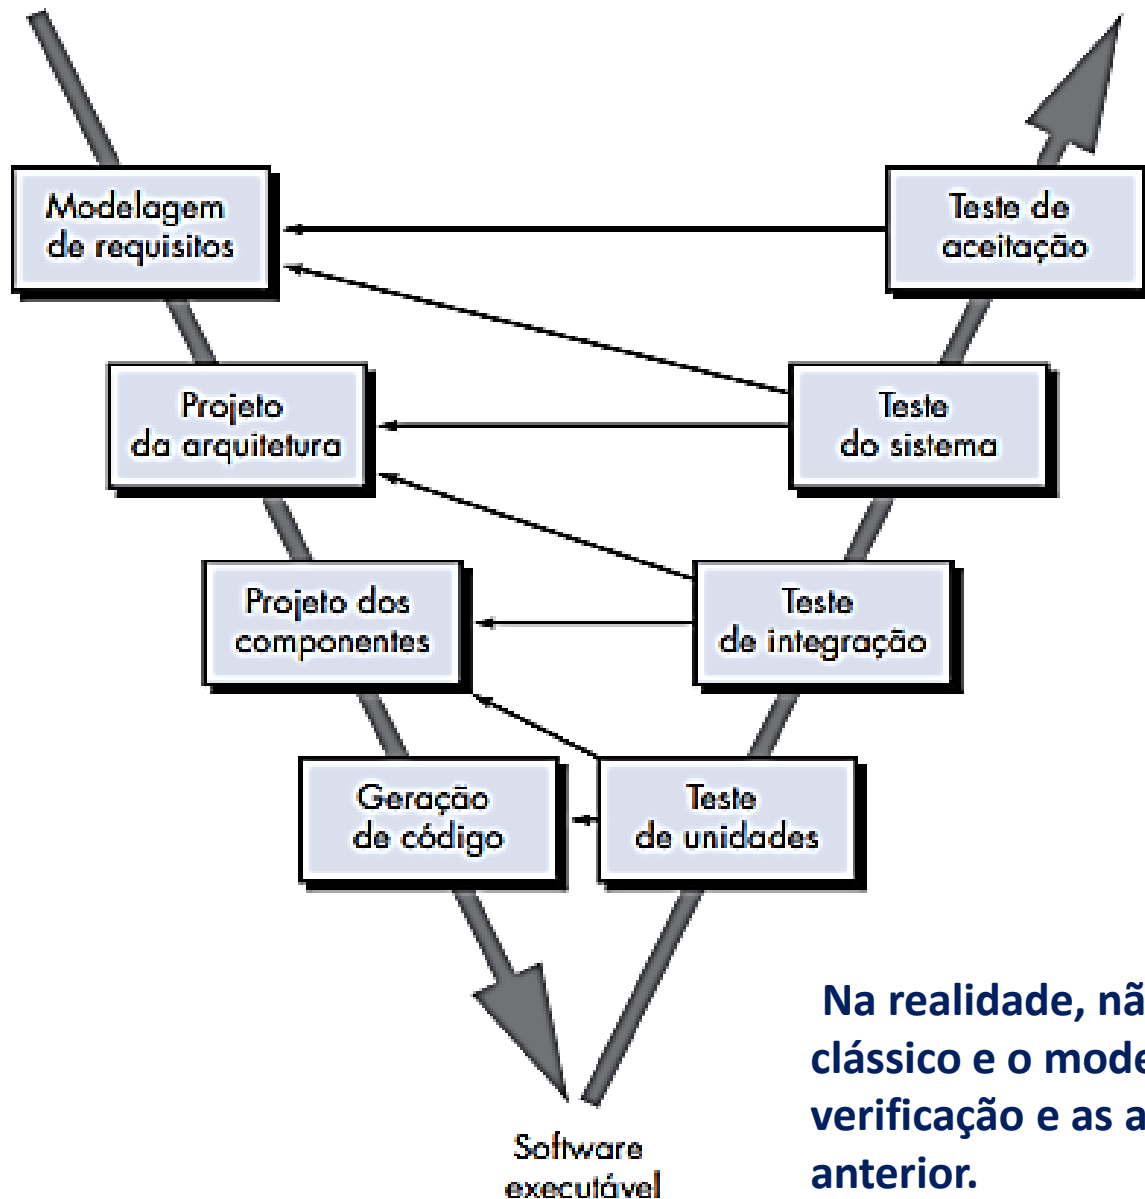 Modelagem
de requisitos
Teste de
aceitação
Projeto
da arquitetura
Teste
do sistema
Projeto dos
componentes
Teste
de integração
Geração
de código
Teste
de unidades
Software
executável
Na realidade, nã
clássico e o mode
verificação e as a
anterior.